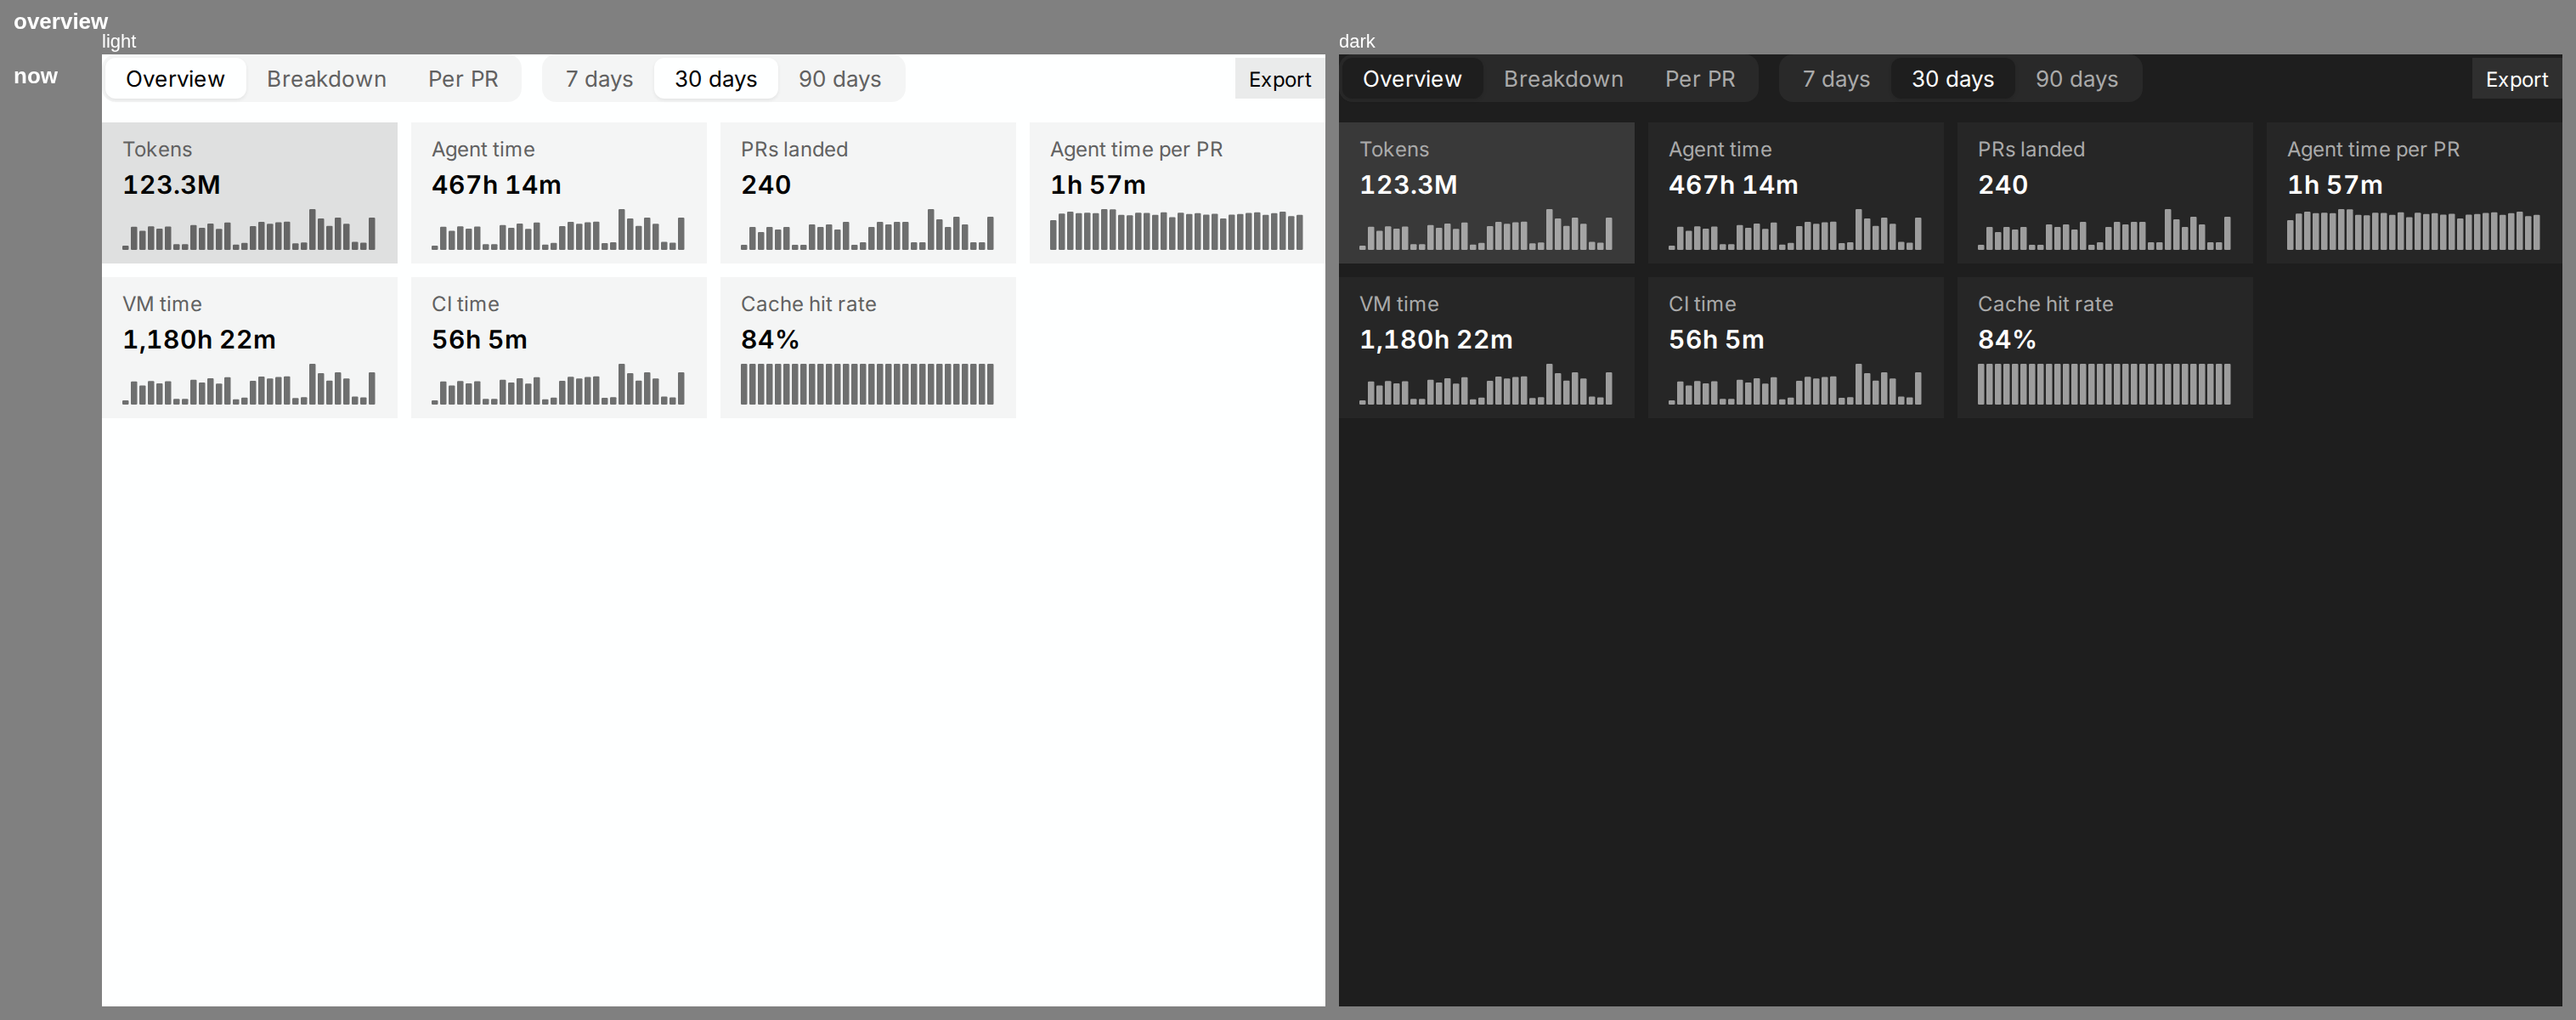 overview
light
dark
now
Overview Breakdown Per PR 7 days 30 days 90 days Export
Overview Breakdown Per PR 7 days 30 days 90 days Export
Tokens
123.3M
Agent time
467h 14m
PRs landed
240
Agent time per PR
1h 57m
VM time
1,180h 22m
CI time
56h 5m
Cache hit rate
84%
Tokens
123.3M
Agent time
467h 14m
PRs landed
240
Agent time per PR
1h 57m
VM time
1,180h 22m
CI time
56h 5m
Cache hit rate
84%